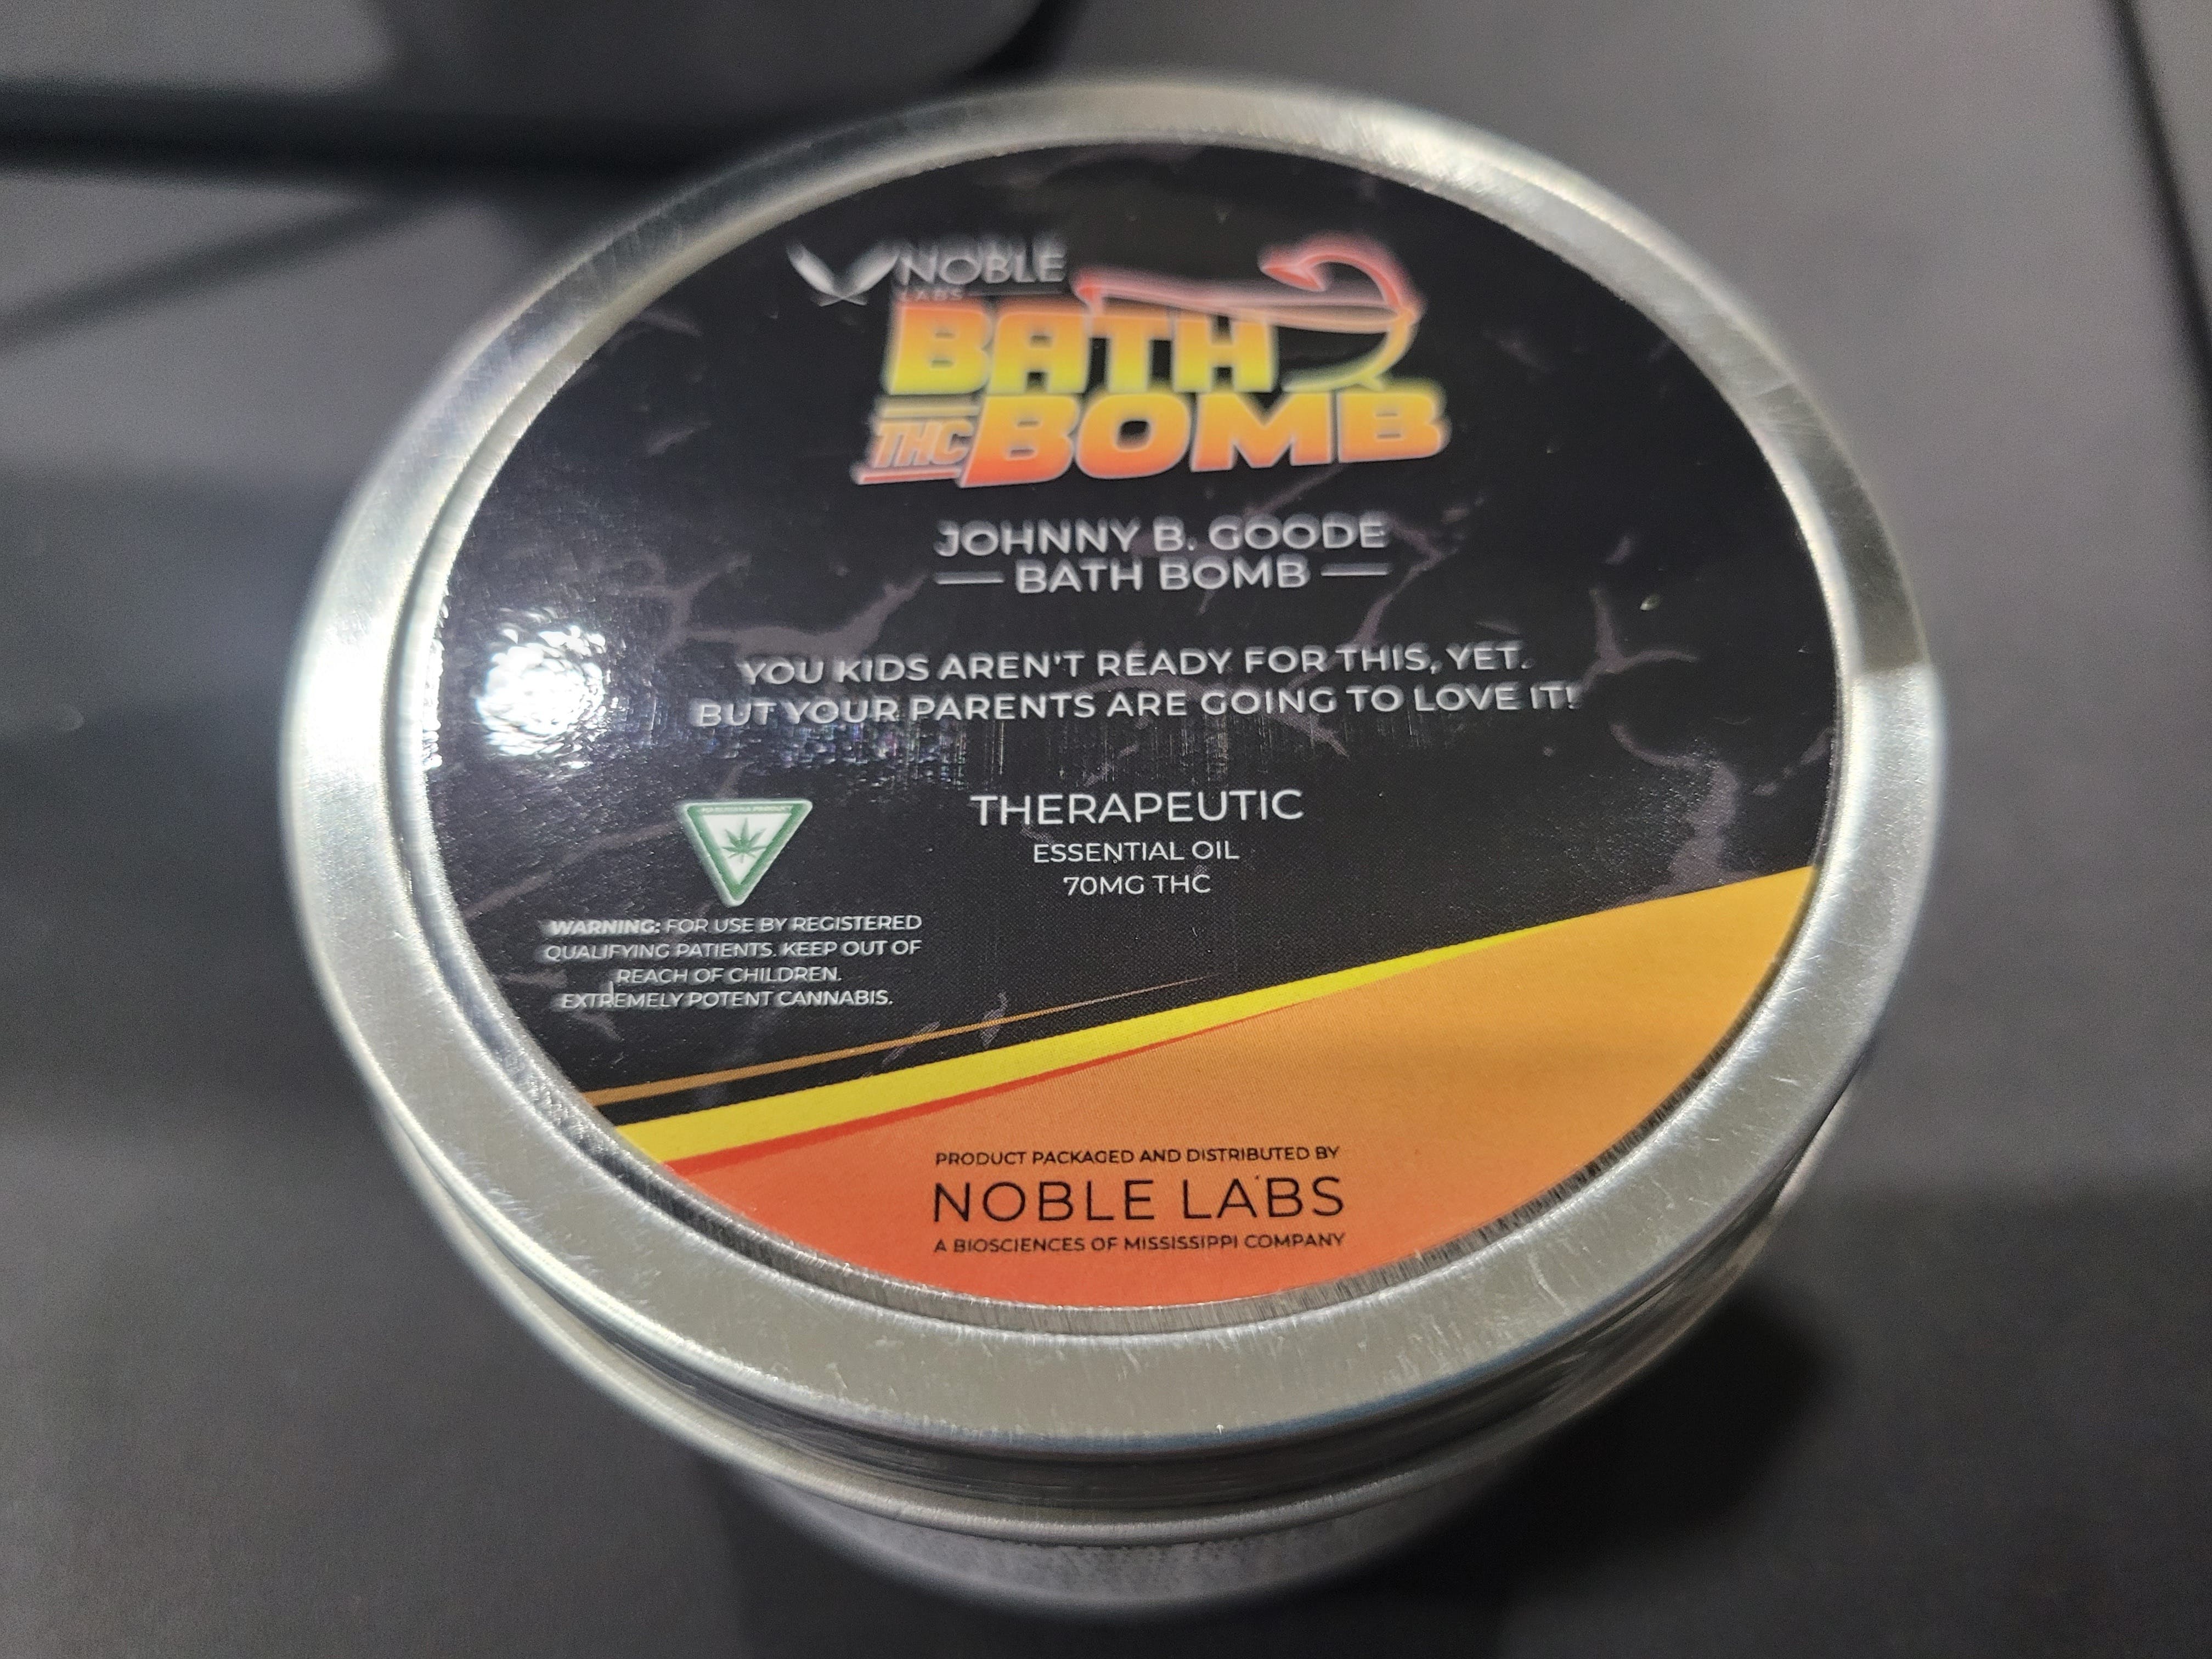 NOBLE
LABS
BATH
THC BOMB
JOHNNY B. GOODE
BATH BOMB
YOU KIDS AREN'T READY FOR THIS, YET.
BUT YOUR PARENTS ARE GOING TO LOVE IT!
MARIJUANA PRODUCT
THERAPEUTIC
ESSENTIAL OIL
70MG THC
WARNING: FOR USE BY REGISTERED
QUALIFYING PATIENTS. KEEP OUT OF
REACH OF CHILDREN.
EXTREMELY POTENT CANNABIS.
PRODUCT PACKAGED AND DISTRIBUTED BY
NOBLE LABS
A BIOSCIENCES OF MISSISSIPPI COMPANY